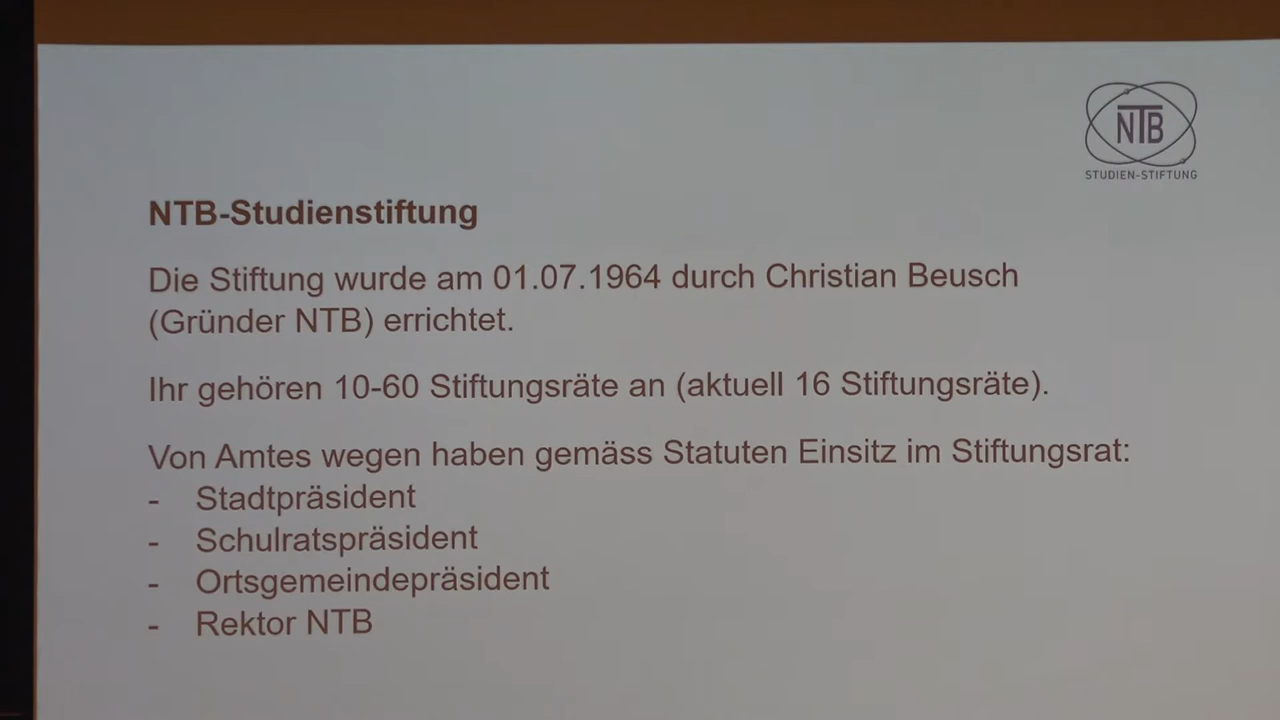 NTB
STUDIEN-STIFTUNG
NTB-Studienstiftung
Die Stiftung wurde am 01.07.1964 durch Christian Beusch
(Gründer NTB) errichtet.
Ihr gehören 10-60 Stiftungsräte an (aktuell 16 Stiftungsräte).
Von Amtes wegen haben gemäss Statuten Einsitz im Stiftungsrat:
- Stadtpräsident
- Schulratspräsident
- Ortsgemeindepräsident
- Rektor NTB